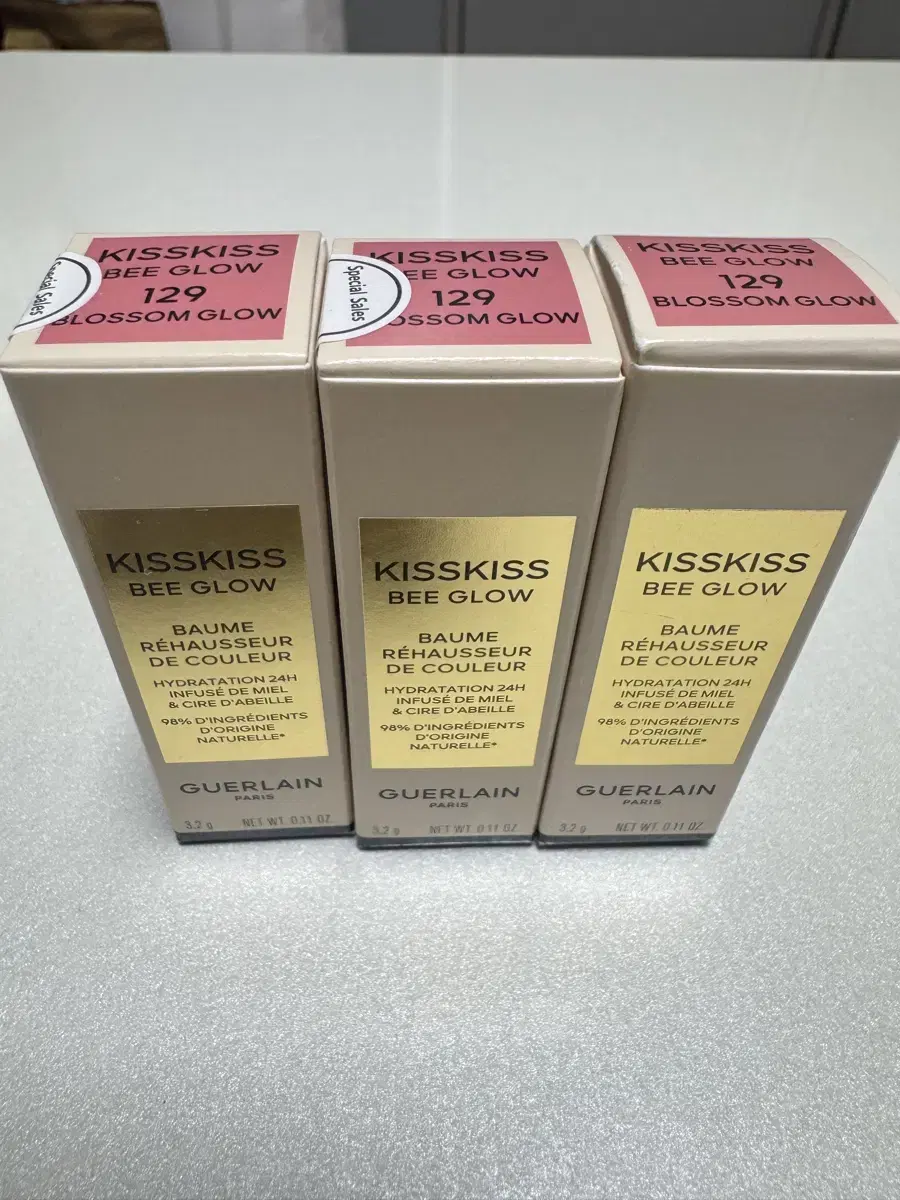 KISSKISS
BEE GLOW
129
BLOSSOM GLOW
Special Sales
KISSKISS
BEE GLOW
129
BLOSSOM GLOW
Special Sales
KISSKISS
BEE GLOW
129
BLOSSOM GLOW
KISSKISS
BEE GLOW
BAUME
RÉHAUSSEUR
DE COULEUR
HYDRATATION 24H
INFUSÉ DE MIEL
& CIRE D'ABEILLE
98% D'INGRÉDIENTS
D'ORIGINE
NATURELLE*
GUERLAIN
PARIS
3.2 g NET WT. 0.11 OZ.
KISSKISS
BEE GLOW
BAUME
RÉHAUSSEUR
DE COULEUR
HYDRATATION 24H
INFUSÉ DE MIEL
& CIRE D'ABEILLE
98% D'INGRÉDIENTS
D'ORIGINE
NATURELLE*
GUERLAIN
PARIS
3.2 g NET WT. 0.11 OZ.
KISSKISS
BEE GLOW
BAUME
RÉHAUSSEUR
DE COULEUR
HYDRATATION 24H
INFUSÉ DE MIEL
& CIRE D'ABEILLE
98% D'INGRÉDIENTS
D'ORIGINE
NATURELLE*
GUERLAIN
PARIS
3.2 g NET WT. 0.11 OZ.